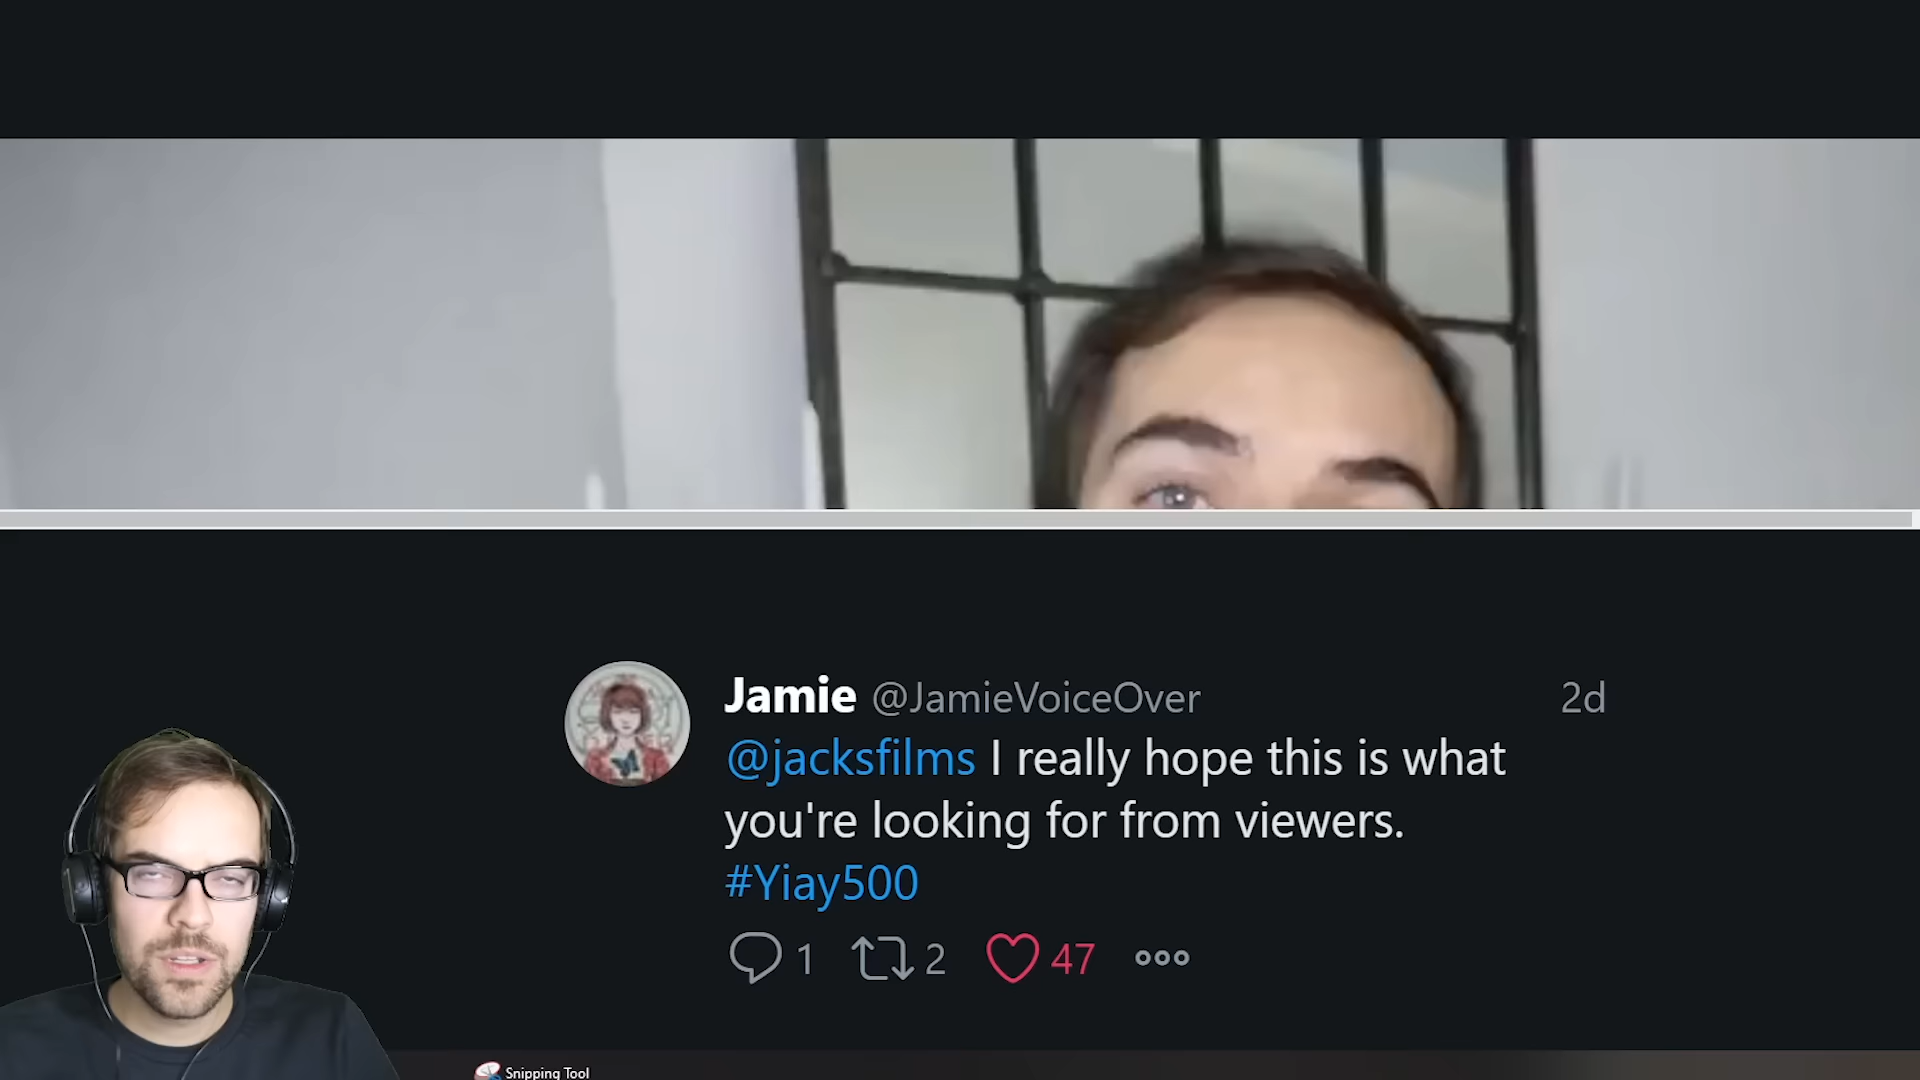 Jamie @JamieVoiceOver 2d
@jacksfilms I really hope this is what
you're looking for from viewers.
#Yiay500
1 2 47
Snipping Tool